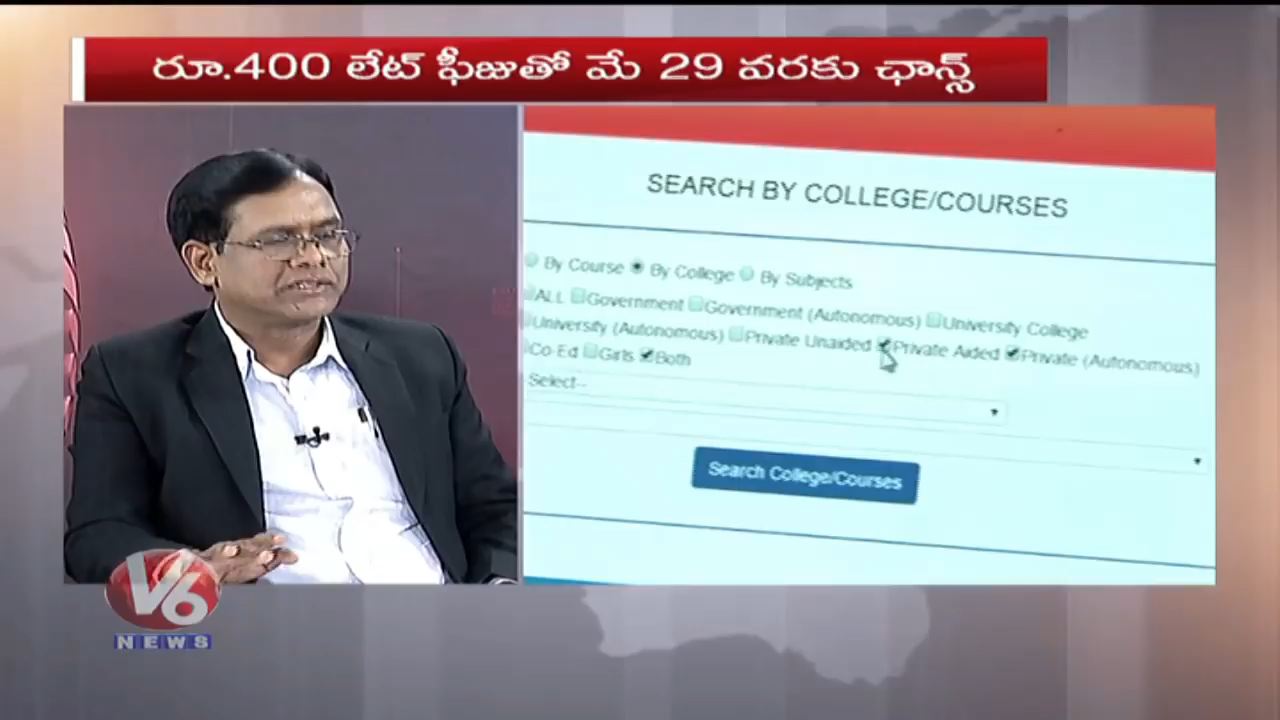 రూ.400 లేట్ ఫీజుతో మే 29 వరకు ఛాన్స్
SEARCH BY COLLEGE/COURSES
By Course By College By Subjects
ALL Government Government (Autonomous) University College
University (Autonomous) Private Unaided Private Aided Private (Autonomous)
Co-Ed Girls Both
Select--
Search College/Courses
V6
NEWS